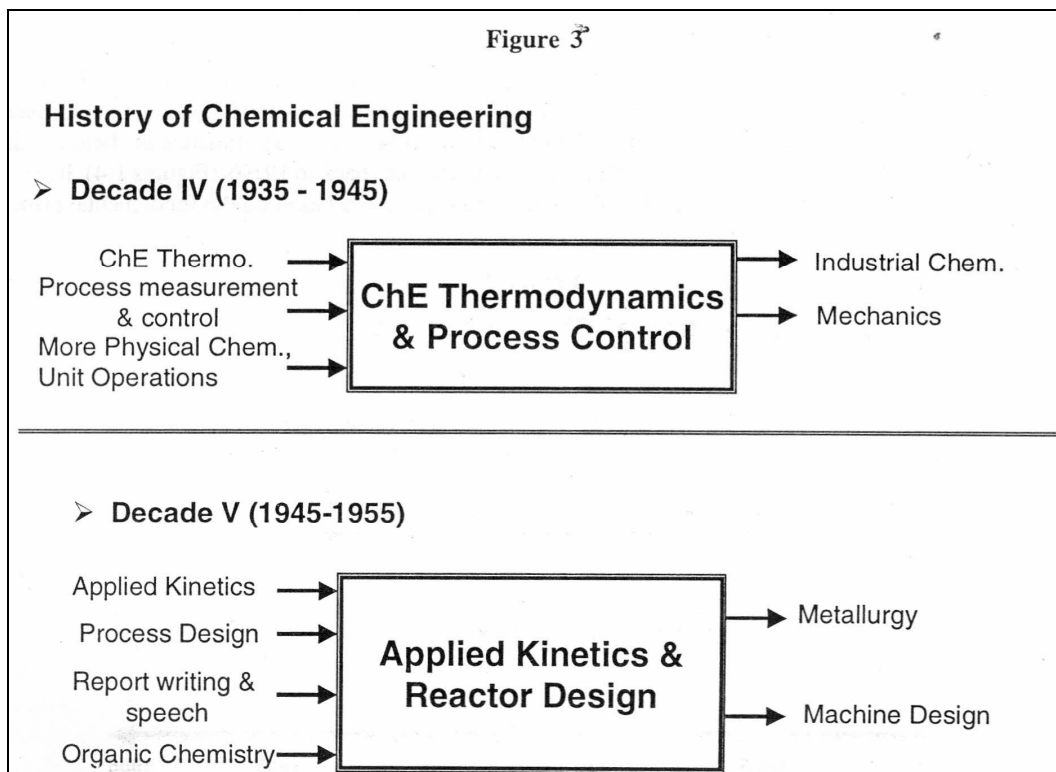 Figure 3
History of Chemical Engineering
➢ Decade IV (1935 - 1945)
ChE Thermo.
Process measurement
& control
More Physical Chem.,
Unit Operations
ChE Thermodynamics
& Process Control
Industrial Chem.
Mechanics
➢ Decade V (1945-1955)
Applied Kinetics
Process Design
Report writing &
speech
Organic Chemistry
Applied Kinetics &
Reactor Design
Metallurgy
Machine Design